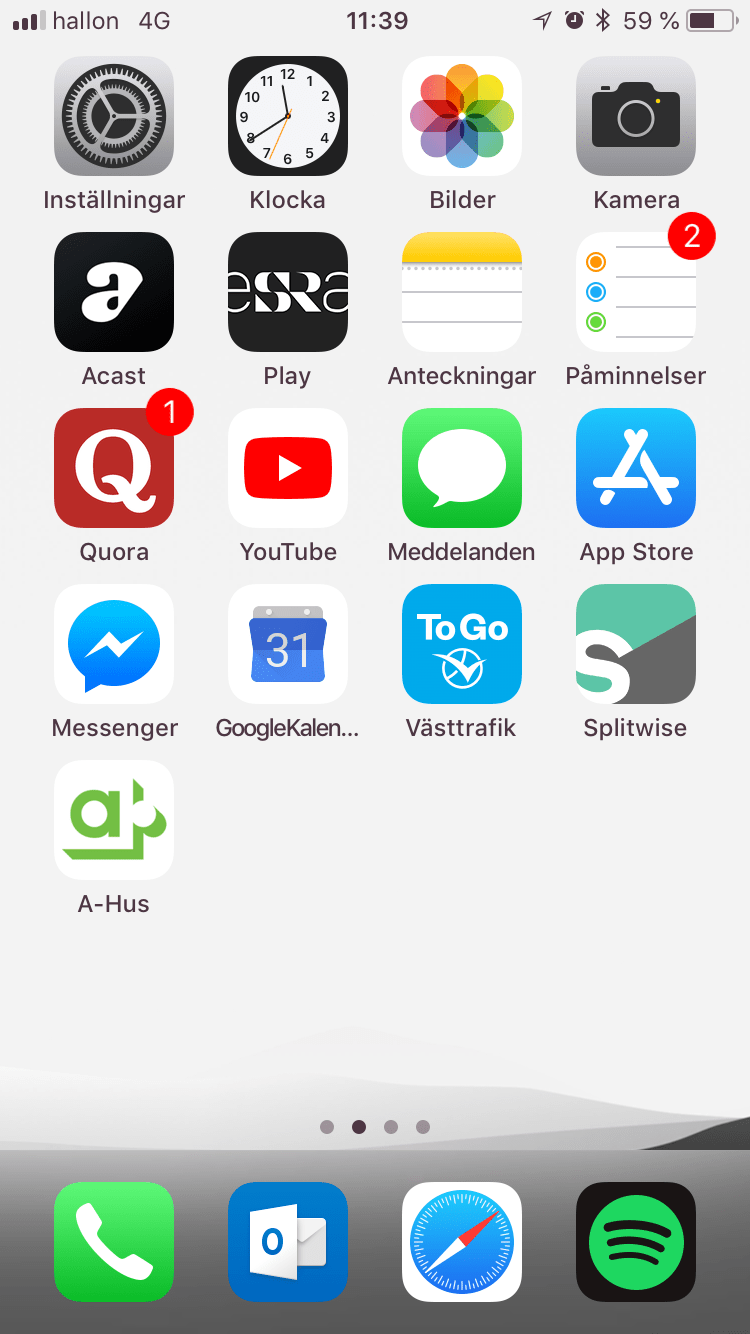 hallon 4G 11:39 59 %
12
11 1
10 2
9 3
8 4
7 6 5
Inställningar Klocka Bilder Kamera
2
a esRa
Acast Play Anteckningar Påminnelser
1
Q
Quora YouTube Meddelanden App Store
To Go
31
S
Messenger GoogleKalen... Västtrafik Splitwise
a
A-Hus
O